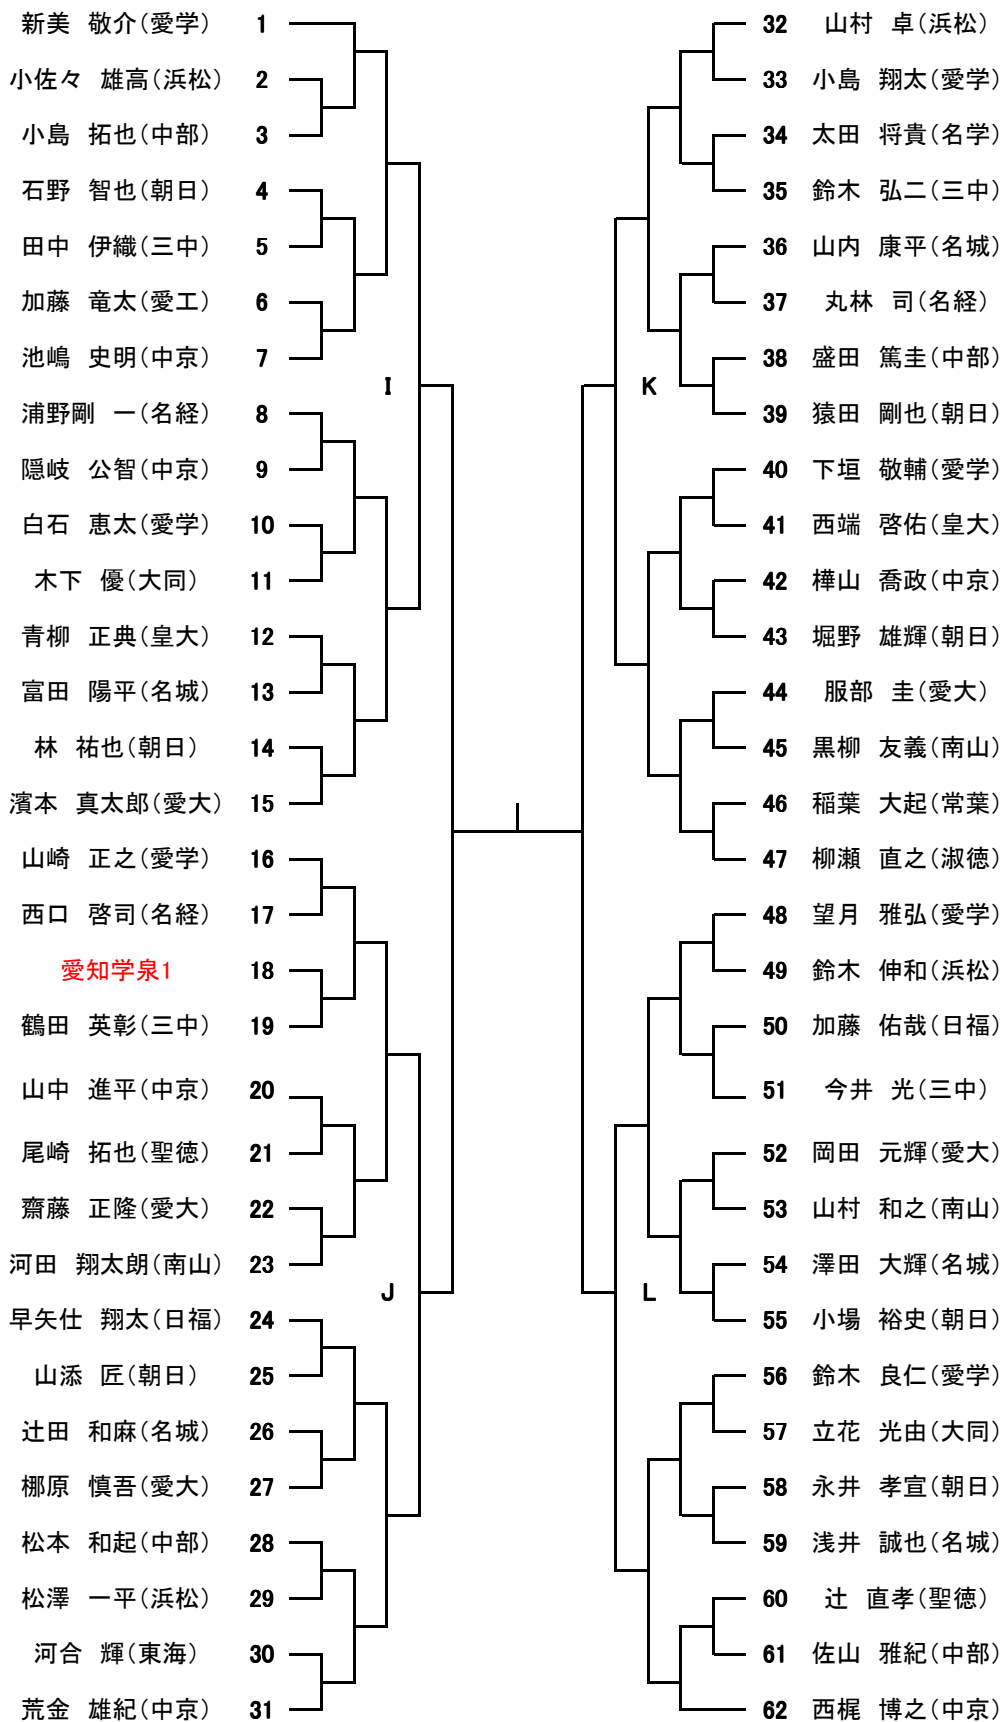 新美 敬介(愛学) 1
小佐々 雄高(浜松) 2
小島 拓也(中部) 3
石野 智也(朝日) 4
田中 伊織(三中) 5
加藤 竜太(愛工) 6
池嶋 史明(中京) 7
I
浦野剛 一(名経) 8
隠岐 公智(中京) 9
白石 恵太(愛学) 10
木下 優(大同) 11
青柳 正典(皇大) 12
富田 陽平(名城) 13
林 祐也(朝日) 14
濱本 真太郎(愛大) 15
山崎 正之(愛学) 16
西口 啓司(名経) 17
愛知学泉1 18
鶴田 英彰(三中) 19
山中 進平(中京) 20
尾崎 拓也(聖徳) 21
齋藤 正隆(愛大) 22
河田 翔太朗(南山) 23
J
早矢仕 翔太(日福) 24
山添 匠(朝日) 25
辻田 和麻(名城) 26
梛原 慎吾(愛大) 27
松本 和起(中部) 28
松澤 一平(浜松) 29
河合 輝(東海) 30
荒金 雄紀(中京) 31
32 山村 卓(浜松)
33 小島 翔太(愛学)
34 太田 将貴(名学)
35 鈴木 弘二(三中)
36 山内 康平(名城)
37 丸林 司(名経)
38 盛田 篤圭(中部)
K
39 猿田 剛也(朝日)
40 下垣 敬輔(愛学)
41 西端 啓佑(皇大)
42 樺山 喬政(中京)
43 堀野 雄輝(朝日)
44 服部 圭(愛大)
45 黒柳 友義(南山)
46 稲葉 大起(常葉)
47 柳瀬 直之(淑徳)
48 望月 雅弘(愛学)
49 鈴木 伸和(浜松)
50 加藤 佑哉(日福)
51 今井 光(三中)
52 岡田 元輝(愛大)
53 山村 和之(南山)
54 澤田 大輝(名城)
L
55 小場 裕史(朝日)
56 鈴木 良仁(愛学)
57 立花 光由(大同)
58 永井 孝宣(朝日)
59 浅井 誠也(名城)
60 辻 直孝(聖徳)
61 佐山 雅紀(中部)
62 西梶 博之(中京)